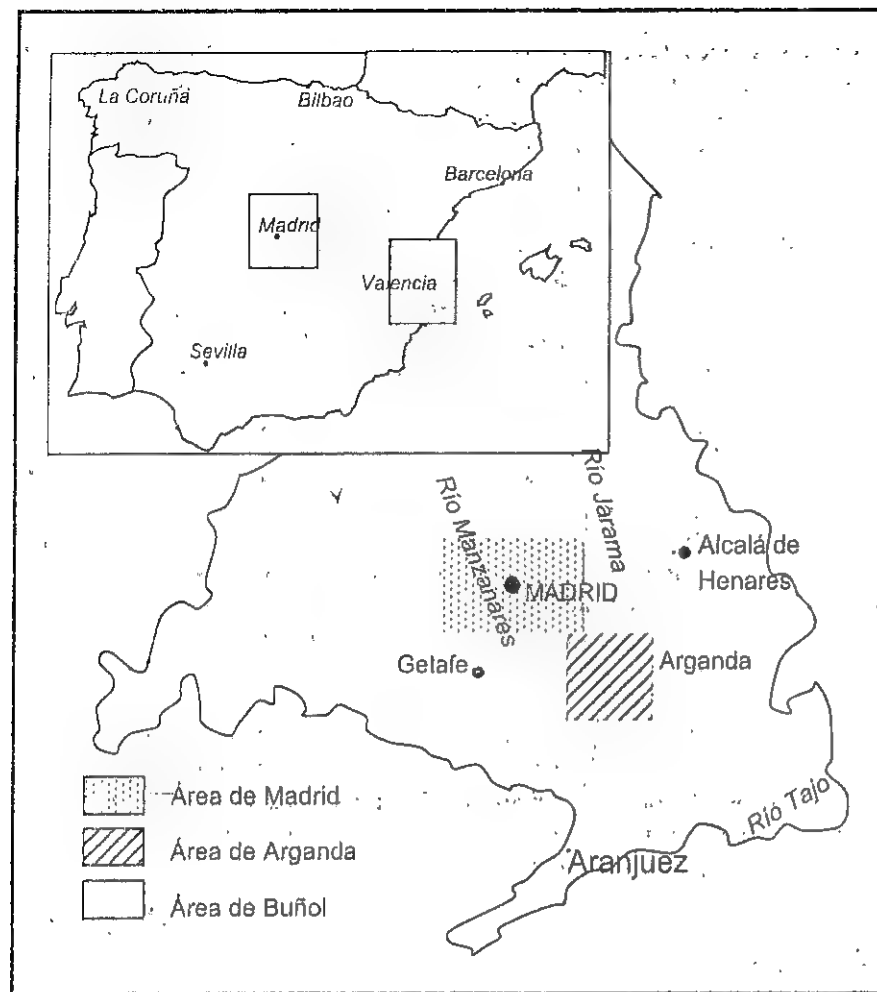 La Coruña
Bilbao
Barcelona
Madrid
Valencia
Sevilla
Río Manzanares
Río Járama
Alcalá de
Henares
MADRID
Getafe
Arganda
Área de Madrid
Área de Arganda
Área de Buñol
Río Tajo
Aranjuez